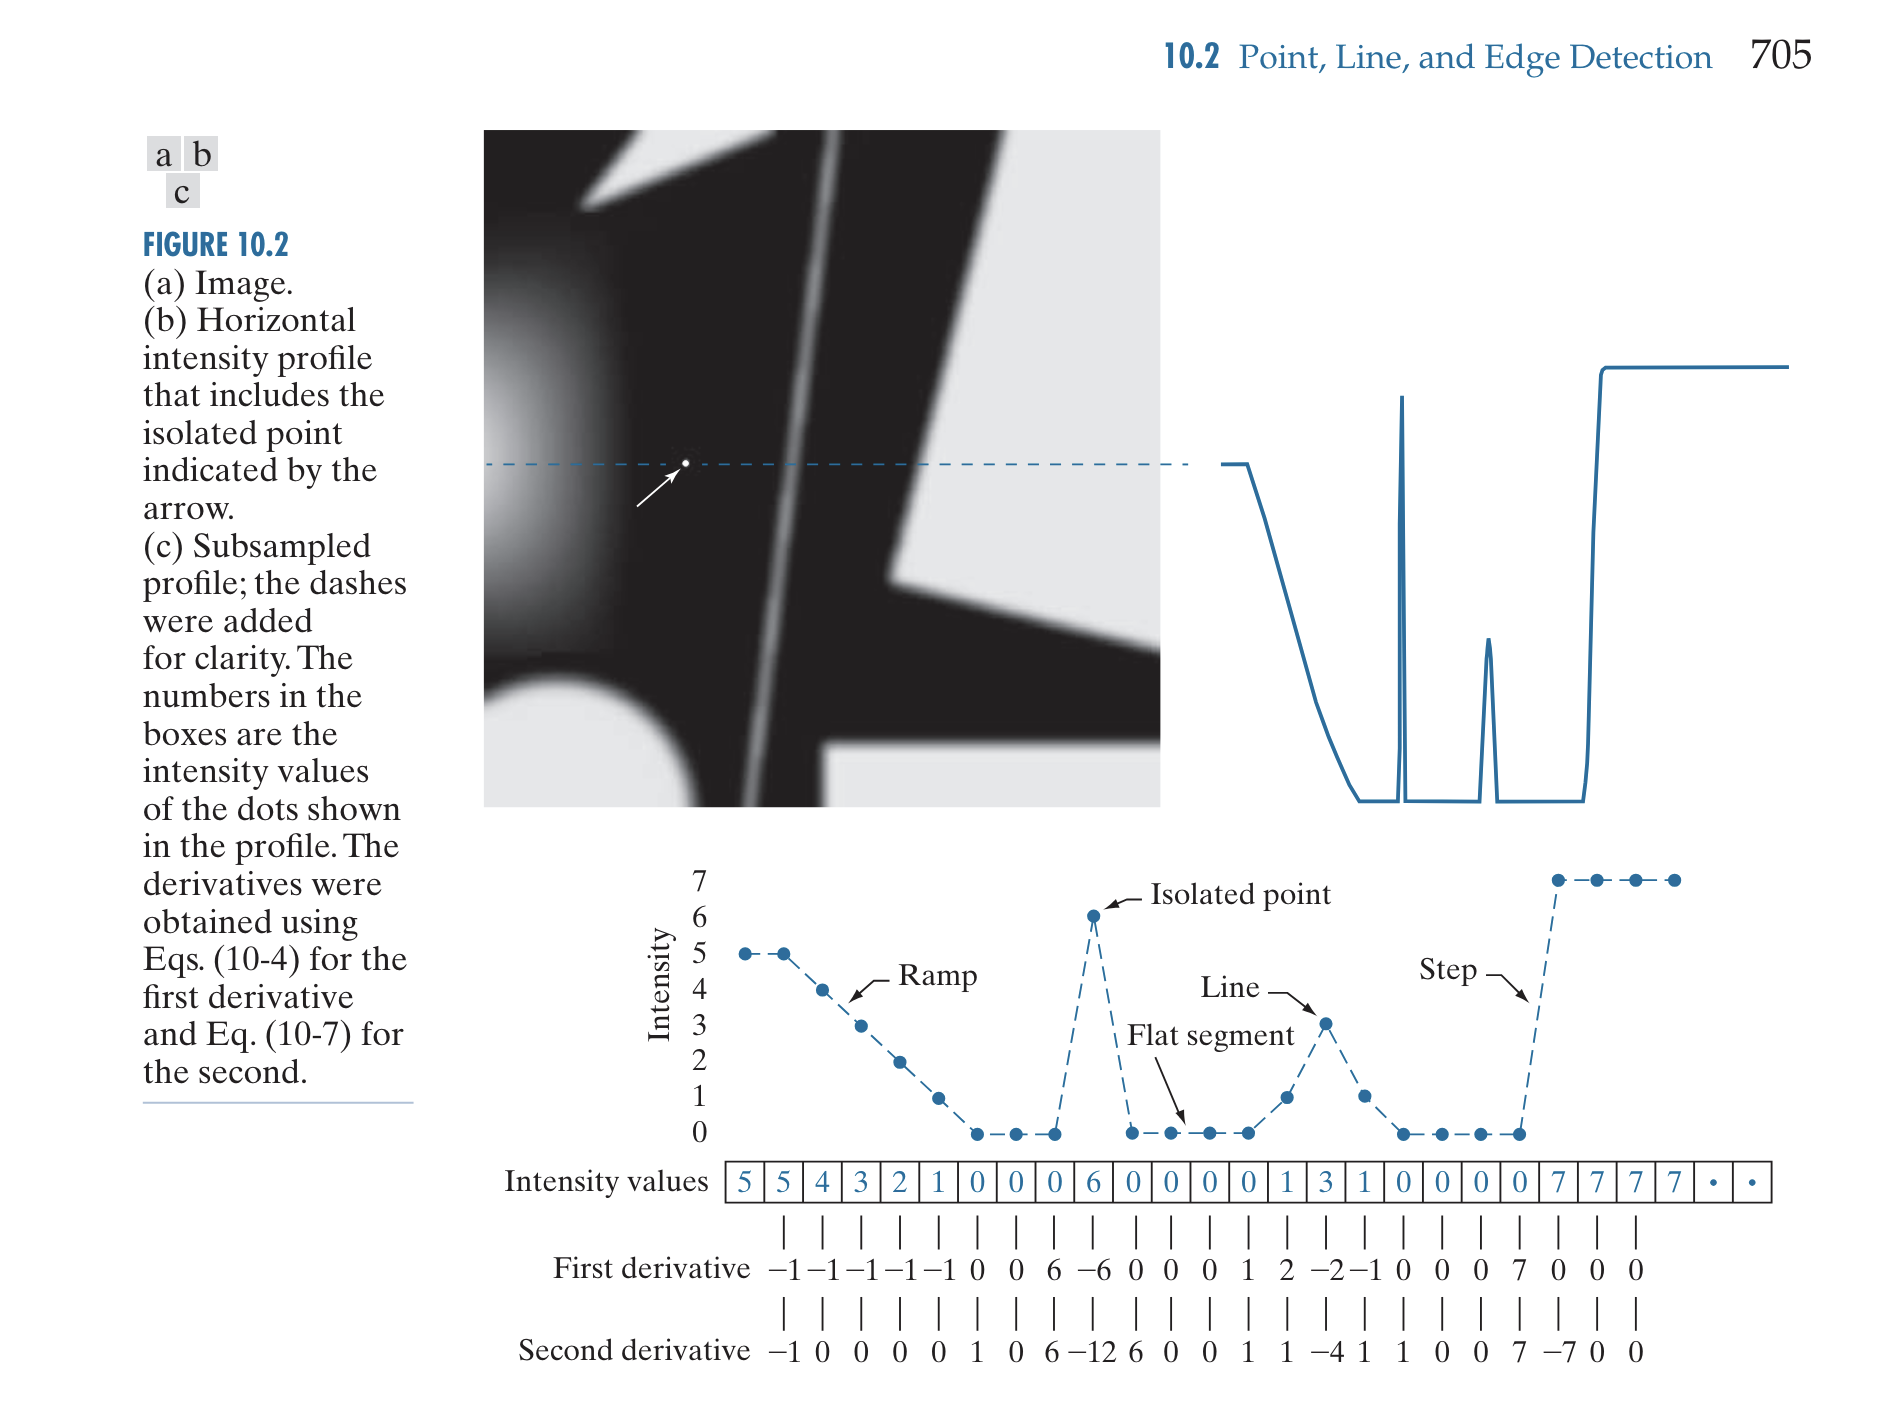 10.2 Point, Line, and Edge Detection 705
a b
c
FIGURE 10.2
(a) Image.
(b) Horizontal
intensity profile
that includes the
isolated point
indicated by the
arrow.
(c) Subsampled
profile; the dashes
were added
for clarity. The
numbers in the
boxes are the
intensity values
of the dots shown
in the profile. The
derivatives were
obtained using
Eqs. (10-4) for the
first derivative
and Eq. (10-7) for
the second.
Intensity
7
6
5
4
3
2
1
0
Isolated point
Ramp
Line
Flat segment
Step
Intensity values 5 5 4 3 2 1 0 0 0 6 0 0 0 0 1 3 1 0 0 0 0 7 7 7 7 • •
First derivative −1 −1 −1 −1 −1 0 0 6 −6 0 0 0 1 2 −2 −1 0 0 0 7 0 0 0
Second derivative −1 0 0 0 0 1 0 6 −12 6 0 0 1 1 −4 1 1 0 0 7 −7 0 0